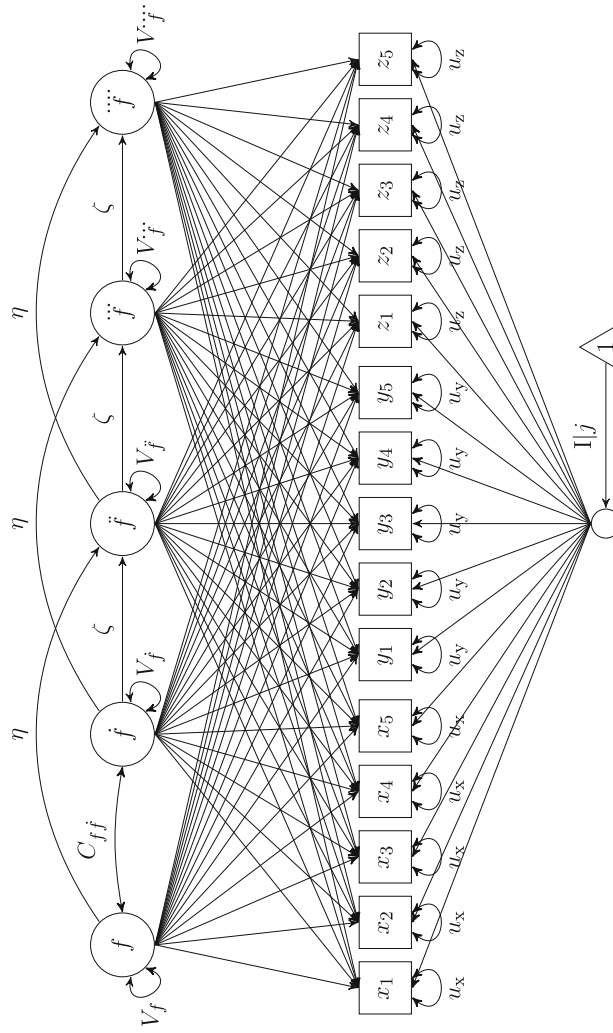 η η η
C_{fḟ} ζ ζ ζ
f ḟ f̈ f⃛ f⃜
V_f V_ḟ V_f̈ V_f⃛ V_f⃜
x₁ x₂ x₃ x₄ x₅ y₁ y₂ y₃ y₄ y₅ z₁ z₂ z₃ z₄ z₅
u_x u_x u_x u_x u_x u_y u_y u_y u_y u_y u_z u_z u_z u_z u_z
I|j
1